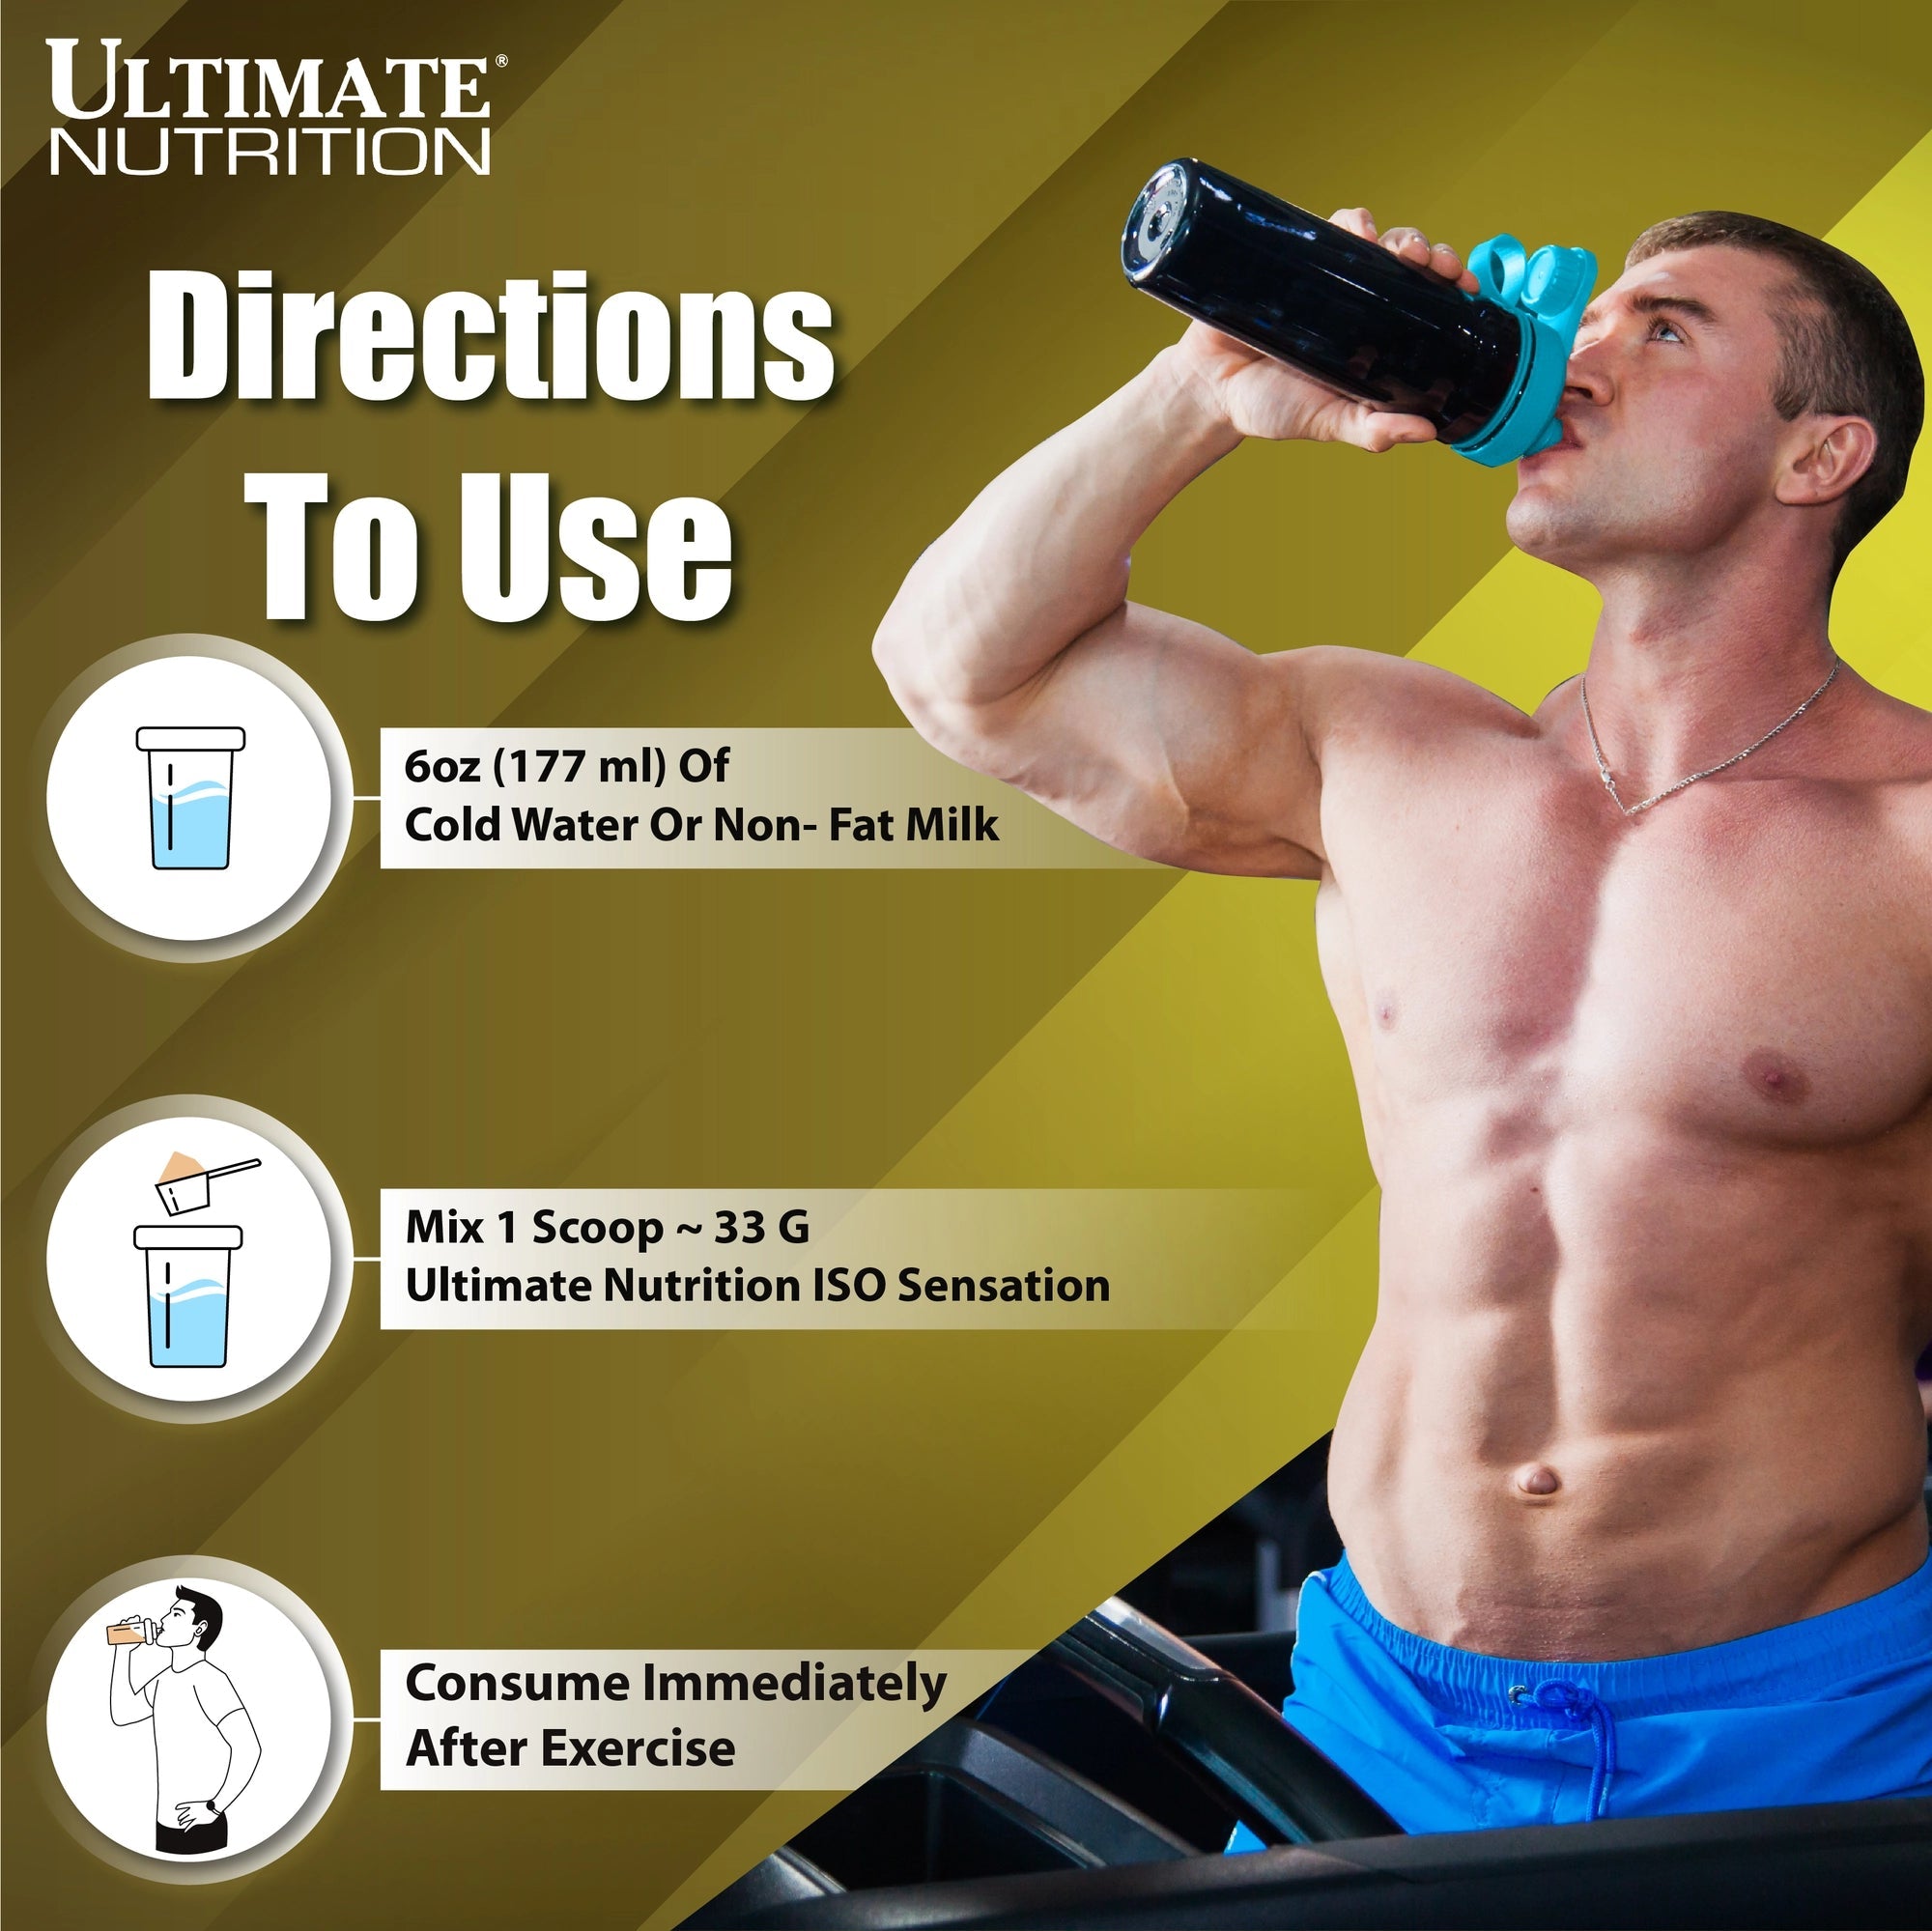 ULTIMATE®
NUTRITION
Directions
To Use
6oz (177 ml) Of
Cold Water Or Non- Fat Milk
Mix 1 Scoop ~ 33 G
Ultimate Nutrition ISO Sensation
Consume Immediately
After Exercise